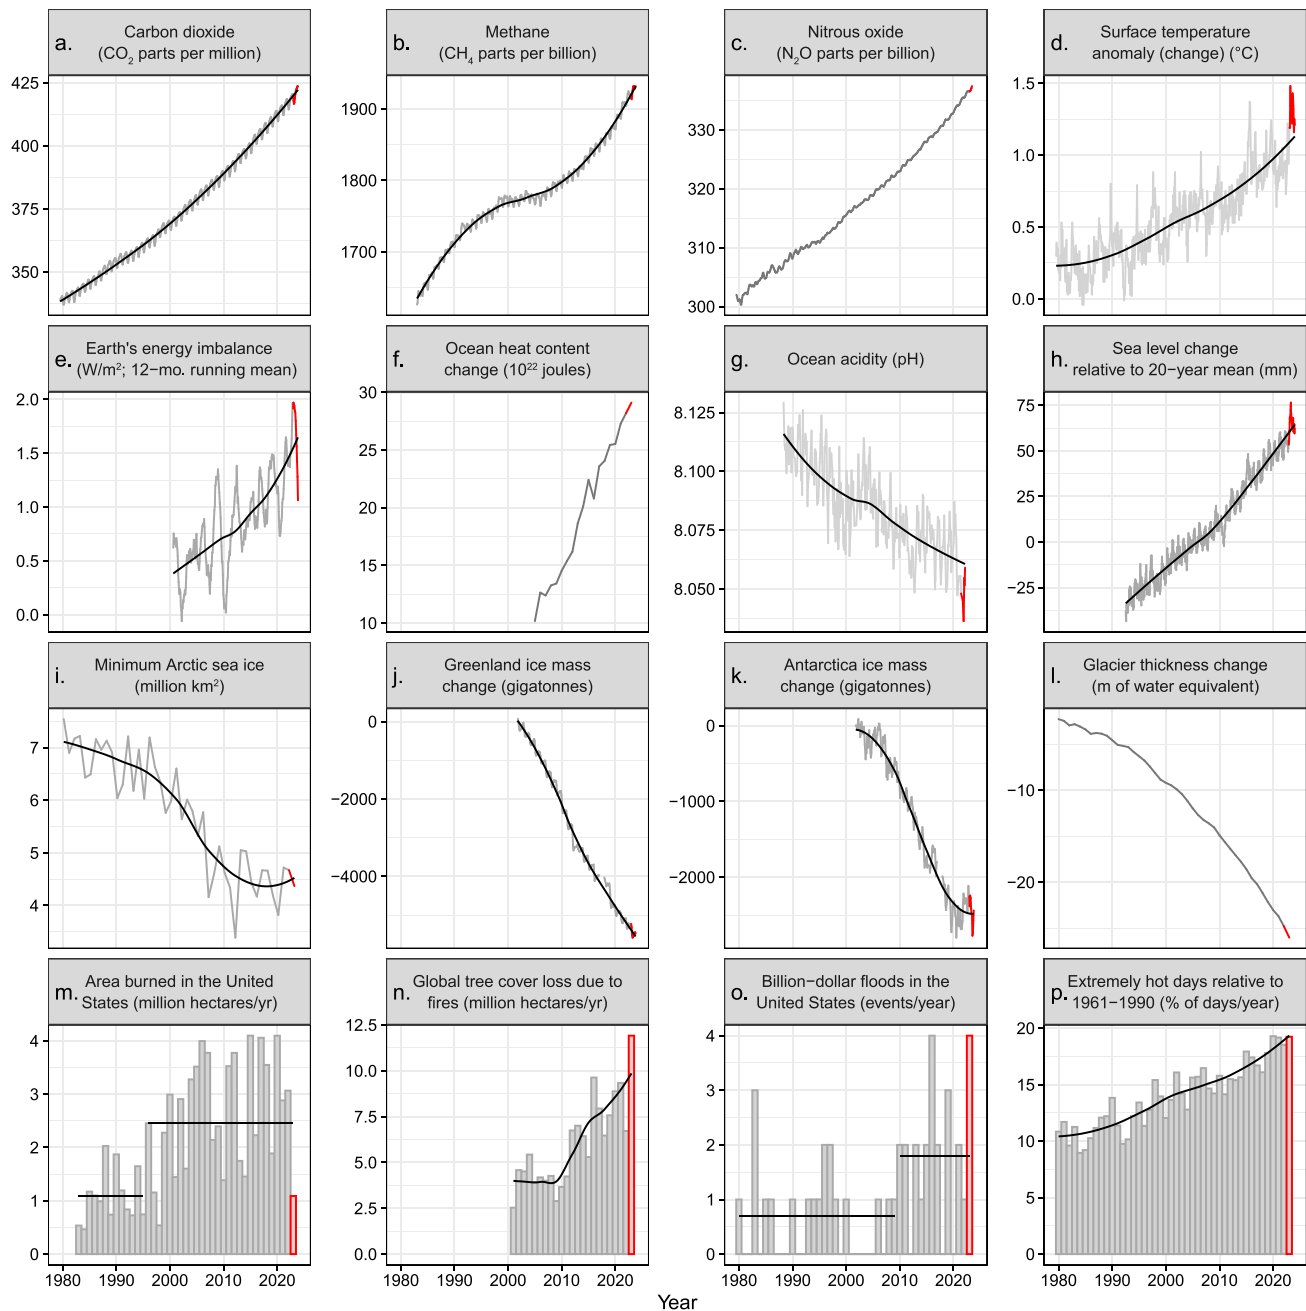 a. Carbon dioxide
(CO₂ parts per million)
b. Methane
(CH₄ parts per billion)
c. Nitrous oxide
(N₂O parts per billion)
d. Surface temperature
anomaly (change) (°C)
425
400
375
350
1900
1800
1700
330
320
310
300
1.5
1.0
0.5
0.0
e. Earth's energy imbalance
(W/m²; 12−mo. running mean)
f. Ocean heat content
change (10²² joules)
g. Ocean acidity (pH)
h. Sea level change
relative to 20−year mean (mm)
2.0
1.5
1.0
0.5
0.0
30
25
20
15
10
8.125
8.100
8.075
8.050
75
50
25
0
−25
i. Minimum Arctic sea ice
(million km²)
j. Greenland ice mass
change (gigatonnes)
k. Antarctica ice mass
change (gigatonnes)
l. Glacier thickness change
(m of water equivalent)
7
6
5
4
0
−2000
−4000
0
−1000
−2000
−10
−20
m. Area burned in the United
States (million hectares/yr)
n. Global tree cover loss due to
fires (million hectares/yr)
o. Billion−dollar floods in the
United States (events/year)
p. Extremely hot days relative to
1961−1990 (% of days/year)
4
3
2
1
0
12.5
10.0
7.5
5.0
2.5
0.0
4
3
2
1
0
20
15
10
5
0
1980 1990 2000 2010 2020
1980 1990 2000 2010 2020
1980 1990 2000 2010 2020
1980 1990 2000 2010 2020
Year